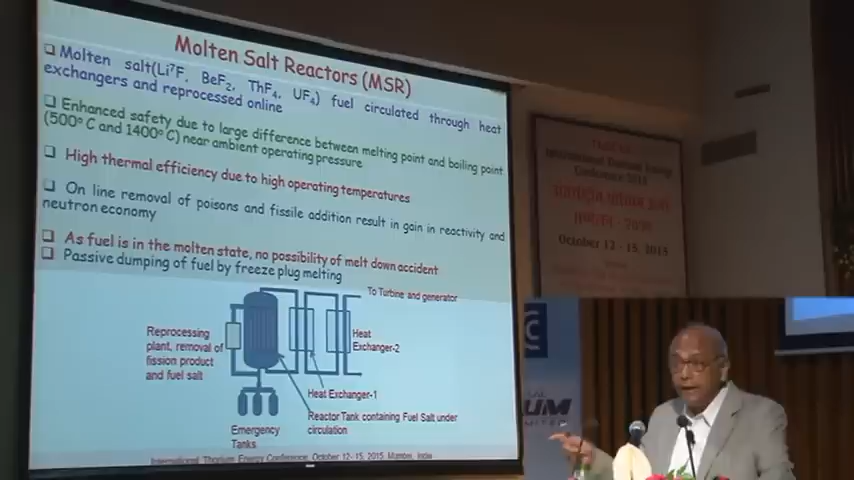 Molten Salt Reactors (MSR)
❑ Molten salt(Li⁷F, BeF₂, ThF₄, UF₄) fuel circulated through heat
exchangers and reprocessed online
❑ Enhanced safety due to large difference between melting point and boiling point
(500°C and 1400°C) near ambient operating pressure
❑ High thermal efficiency due to high operating temperatures
❑ On line removal of poisons and fissile addition result in gain in reactivity and
neutron economy
❑ As fuel is in the molten state, no possibility of melt down accident
❑ Passive dumping of fuel by freeze plug melting
To Turbine and generator
Reprocessing
plant, removal of
fission product
and fuel salt
Heat
Exchanger-2
Heat Exchanger-1
Reactor Tank containing Fuel Salt under
circulation
Emergency
Tanks
International Thorium Energy Conference, October 12-15, 2015, Mumbai, India
International Thorium Energy
Conference 2015
October 12 - 15, 2015
C
UM
LIMITED